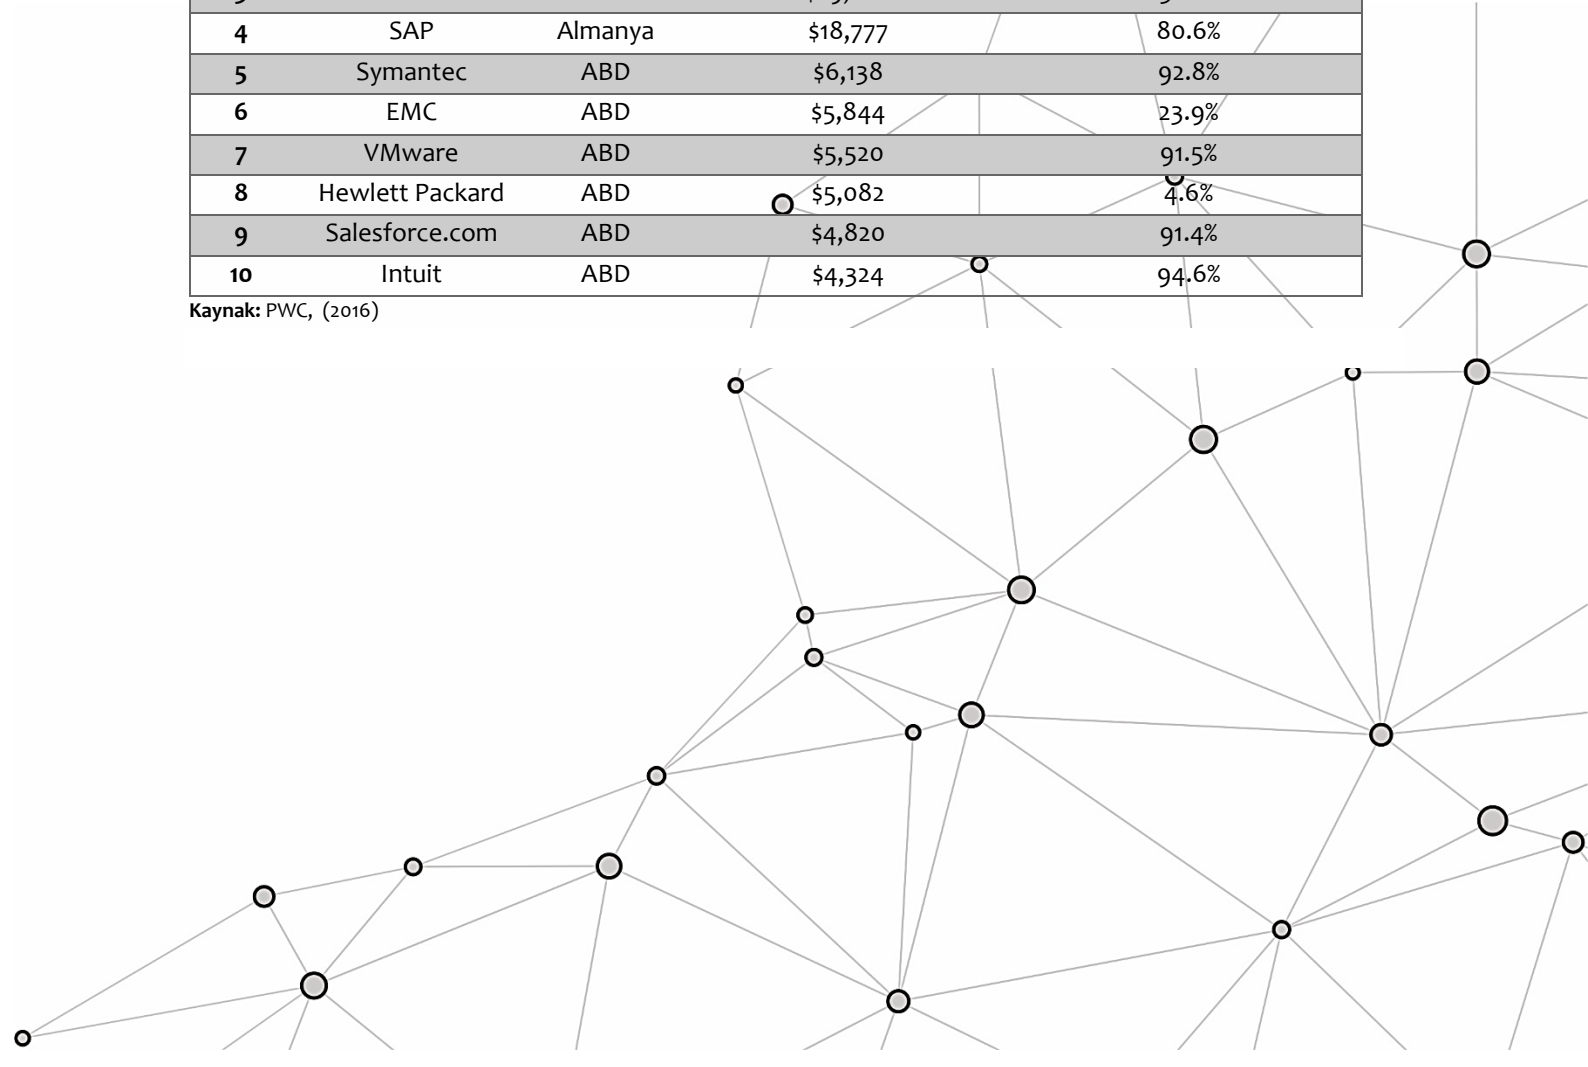 4 SAP Almanya $18,777 80.6%
5 Symantec ABD $6,138 92.8%
6 EMC ABD $5,844 23.9%
7 VMware ABD $5,520 91.5%
8 Hewlett Packard ABD $5,082 4.6%
9 Salesforce.com ABD $4,820 91.4%
10 Intuit ABD $4,324 94.6%
Kaynak: PWC, (2016)